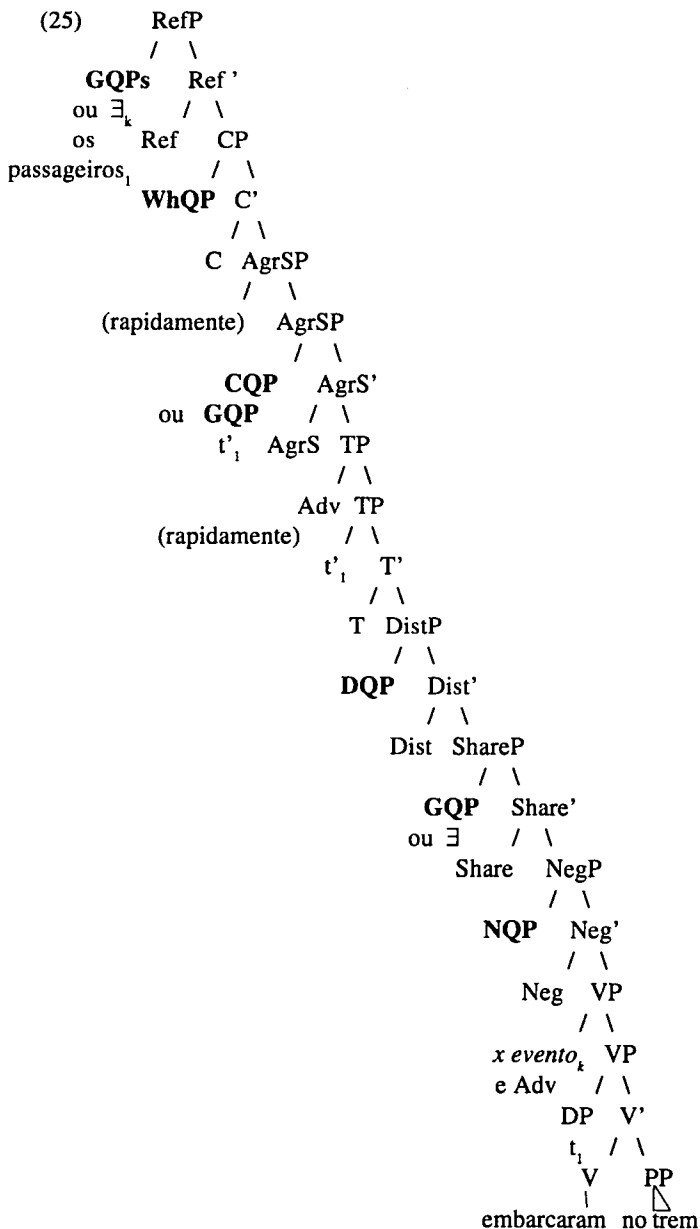 (25) RefP
GQPs Ref '
ou ∃k
os Ref CP
passageiros1
WhQP C'
C AgrSP
(rapidamente) AgrSP
CQP AgrS'
ou GQP
t'1 AgrS TP
Adv TP
(rapidamente)
t'1 T'
T DistP
DQP Dist'
Dist ShareP
GQP Share'
ou ∃
Share NegP
NQP Neg'
Neg VP
x eventok VP
e Adv
DP V'
t1
V PP
embarcaram no trem